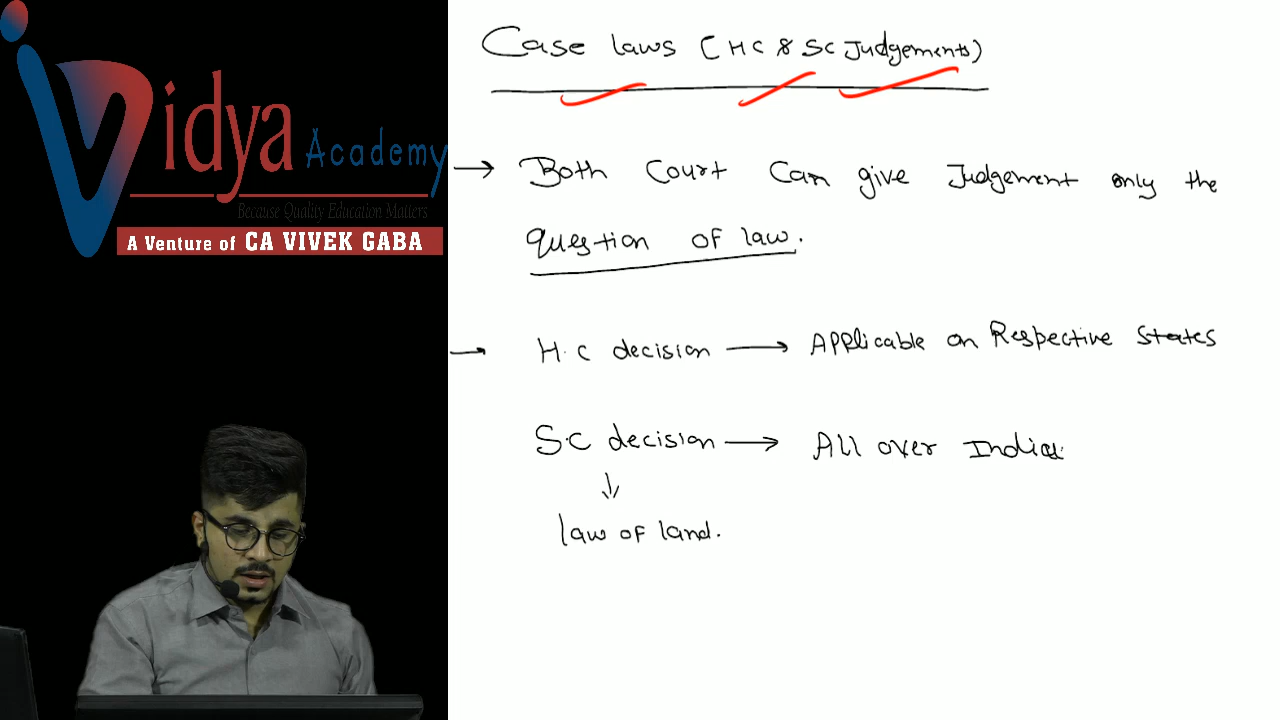 Vidya Academy
Because Quality Education Matters
A Venture of CA VIVEK GABA
Case laws (HC & SC Judgements)
→ Both Court Can give Judgement only the
question of law.
→ H.C decision → Applicable on Respective States
S.C decision → All over India
↓
law of land.